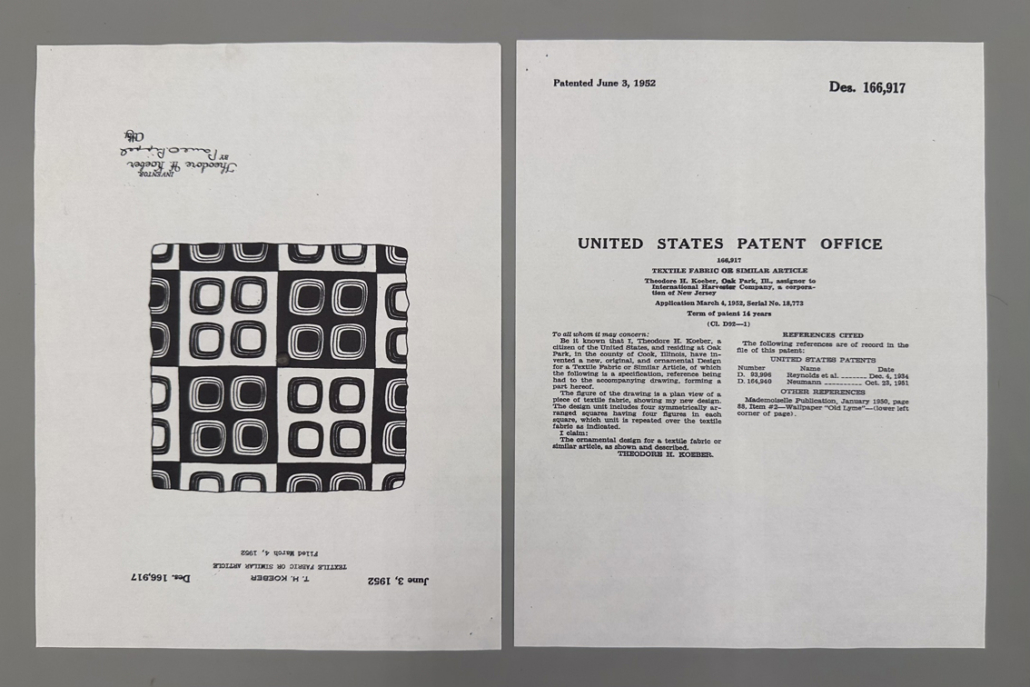 June 3, 1952
T. H. KOEBER
Des. 166,917
TEXTILE FABRIC OR SIMILAR ARTICLE
Filed March 4, 1952
INVENTOR
Theodore H. Koeber
BY
Atty.
Patented June 3, 1952
Des. 166,917
UNITED STATES PATENT OFFICE
166,917
TEXTILE FABRIC OR SIMILAR ARTICLE
Theodore H. Koeber, Oak Park, Ill., assignor to
International Harvester Company, a corpora-
tion of New Jersey
Application March 4, 1952, Serial No. 18,773
Term of patent 14 years
(Cl. D92—1)
To all whom it may concern:
Be it known that I, Theodore H. Koeber, a
citizen of the United States, and residing at Oak
Park, in the county of Cook, Illinois, have in-
vented a new, original, and ornamental Design
for a Textile Fabric or Similar Article, of which
the following is a specification, reference being
had to the accompanying drawing, forming a
part hereof.
The figure of the drawing is a plan view of a
piece of textile fabric, showing my new design.
The design unit includes four symmetrically ar-
ranged squares having four figures in each
square, which unit is repeated over the textile
fabric as indicated.
I claim:
The ornamental design for a textile fabric or
similar article, as shown and described.
THEODORE H. KOEBER.
REFERENCES CITED
The following references are of record in the
file of this patent:
UNITED STATES PATENTS
Number Name Date
D. 93,996 Reynolds et al. Dec. 4, 1934
D. 164,940 Neumann Oct. 23, 1951
OTHER REFERENCES
Mademoiselle Publication, January 1950, page
88, Item #2—Wallpaper "Old Lyme"—(lower left
corner of page).